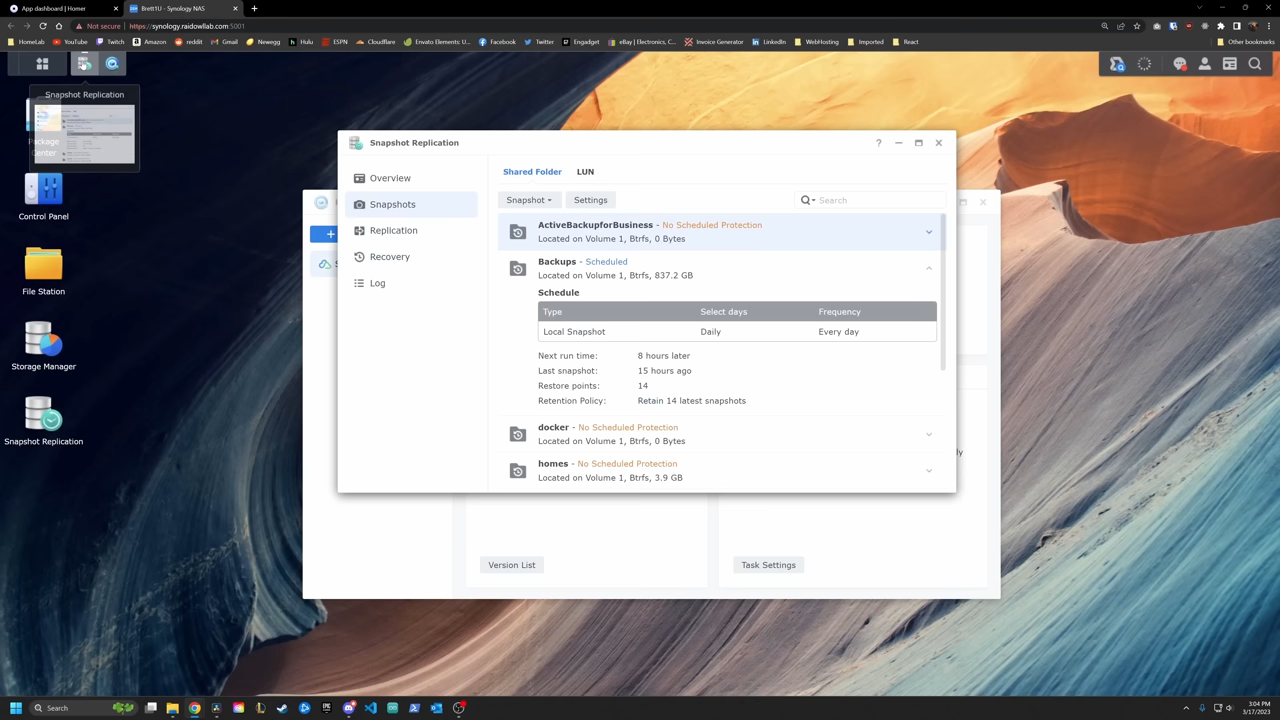 App dashboard | Homer
Brett1U - Synology NAS
Not secure
https://synology.raidowllab.com:5001
HomeLab
YouTube
Twitch
Amazon
reddit
Gmail
Newegg
Hulu
ESPN
Cloudflare
Envato Elements: U...
Facebook
Twitter
Engadget
eBay | Electronics, C...
Invoice Generator
LinkedIn
WebHosting
Imported
React
Other bookmarks
Snapshot Replication
Package
Center
Control Panel
File Station
Storage Manager
Snapshot Replication
Snapshot Replication
Overview
Snapshots
Replication
Recovery
Log
Shared Folder
LUN
Snapshot
Settings
Search
ActiveBackupforBusiness - No Scheduled Protection
Located on Volume 1, Btrfs, 0 Bytes
Backups - Scheduled
Located on Volume 1, Btrfs, 837.2 GB
Schedule
Type Select days Frequency
Local Snapshot Daily Every day
Next run time: 8 hours later
Last snapshot: 15 hours ago
Restore points: 14
Retention Policy: Retain 14 latest snapshots
docker - No Scheduled Protection
Located on Volume 1, Btrfs, 0 Bytes
homes - No Scheduled Protection
Located on Volume 1, Btrfs, 3.9 GB
Version List
Task Settings
Search
3:04 PM
3/17/2023